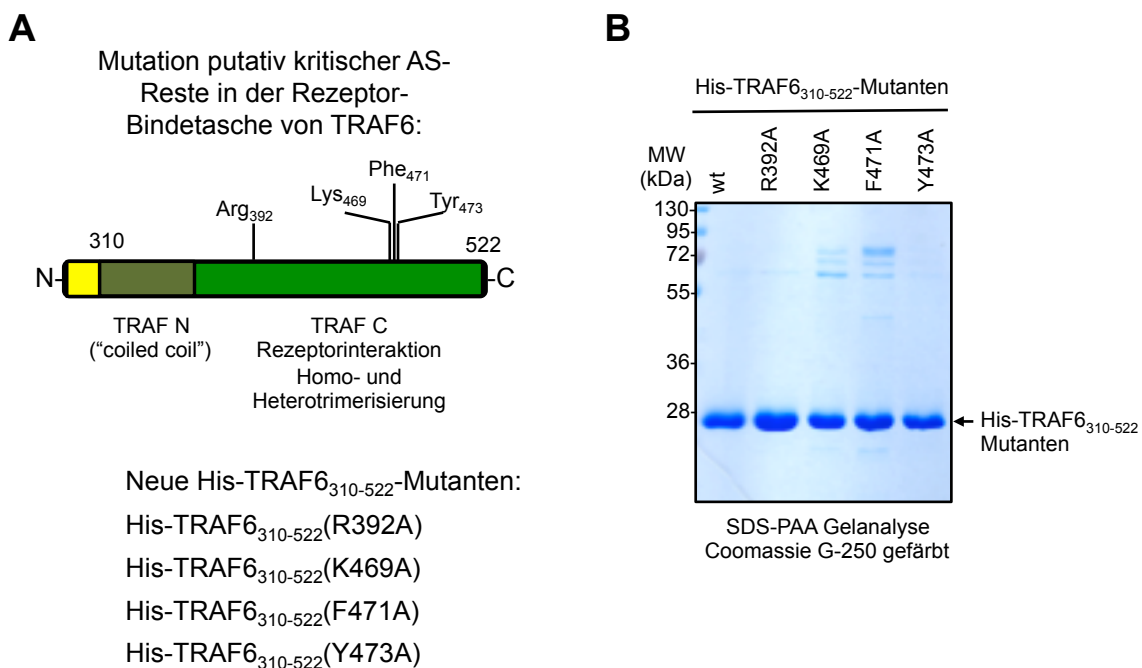 A
Mutation putativ kritischer AS-
Reste in der Rezeptor-
Bindetasche von TRAF6:
Phe471
Lys469
Tyr473
Arg392
310
522
N
C
TRAF N
("coiled coil")
TRAF C
Rezeptorinteraktion
Homo- und
Heterotrimerisierung
Neue His-TRAF6310-522-Mutanten:
His-TRAF6310-522(R392A)
His-TRAF6310-522(K469A)
His-TRAF6310-522(F471A)
His-TRAF6310-522(Y473A)
B
His-TRAF6310-522-Mutanten
MW
(kDa)
wt
R392A
K469A
F471A
Y473A
130-
95-
72-
55-
36-
28-
His-TRAF6310-522
Mutanten
SDS-PAA Gelanalyse
Coomassie G-250 gefärbt